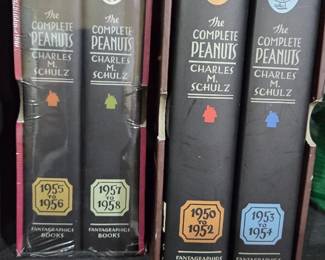 The
COMPLETE
PEANUTS
CHARLES
M.
SCHULZ
1955
TO
1956
FANTAGRAPHICS
BOOKS
The
COMPLETE
PEANUTS
CHARLES
M.
SCHULZ
1957
TO
1958
FANTAGRAPHICS
BOOKS
The
COMPLETE
PEANUTS
CHARLES
M.
SCHULZ
1950
TO
1952
FANTAGRAPHICS
The
COMPLETE
PEANUTS
CHARLES
M.
SCHULZ
1953
TO
1954
FANTAGRAPHICS